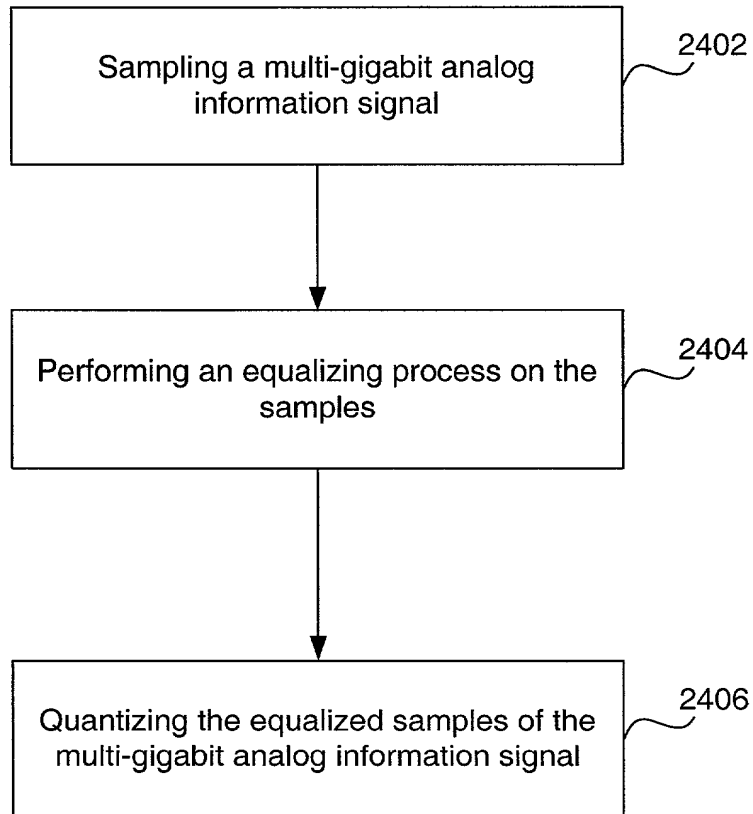 Sampling a multi-gigabit analog
information signal
2402
Performing an equalizing process on the
samples
2404
Quantizing the equalized samples of the
multi-gigabit analog information signal
2406